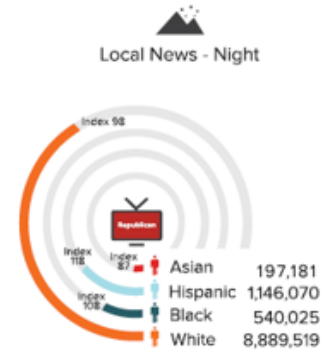 Local News - Night
Index 98
Republican
Index
118
Index
87
Index
108
Asian 197,181
Hispanic 1,146,070
Black 540,025
White 8,889,519